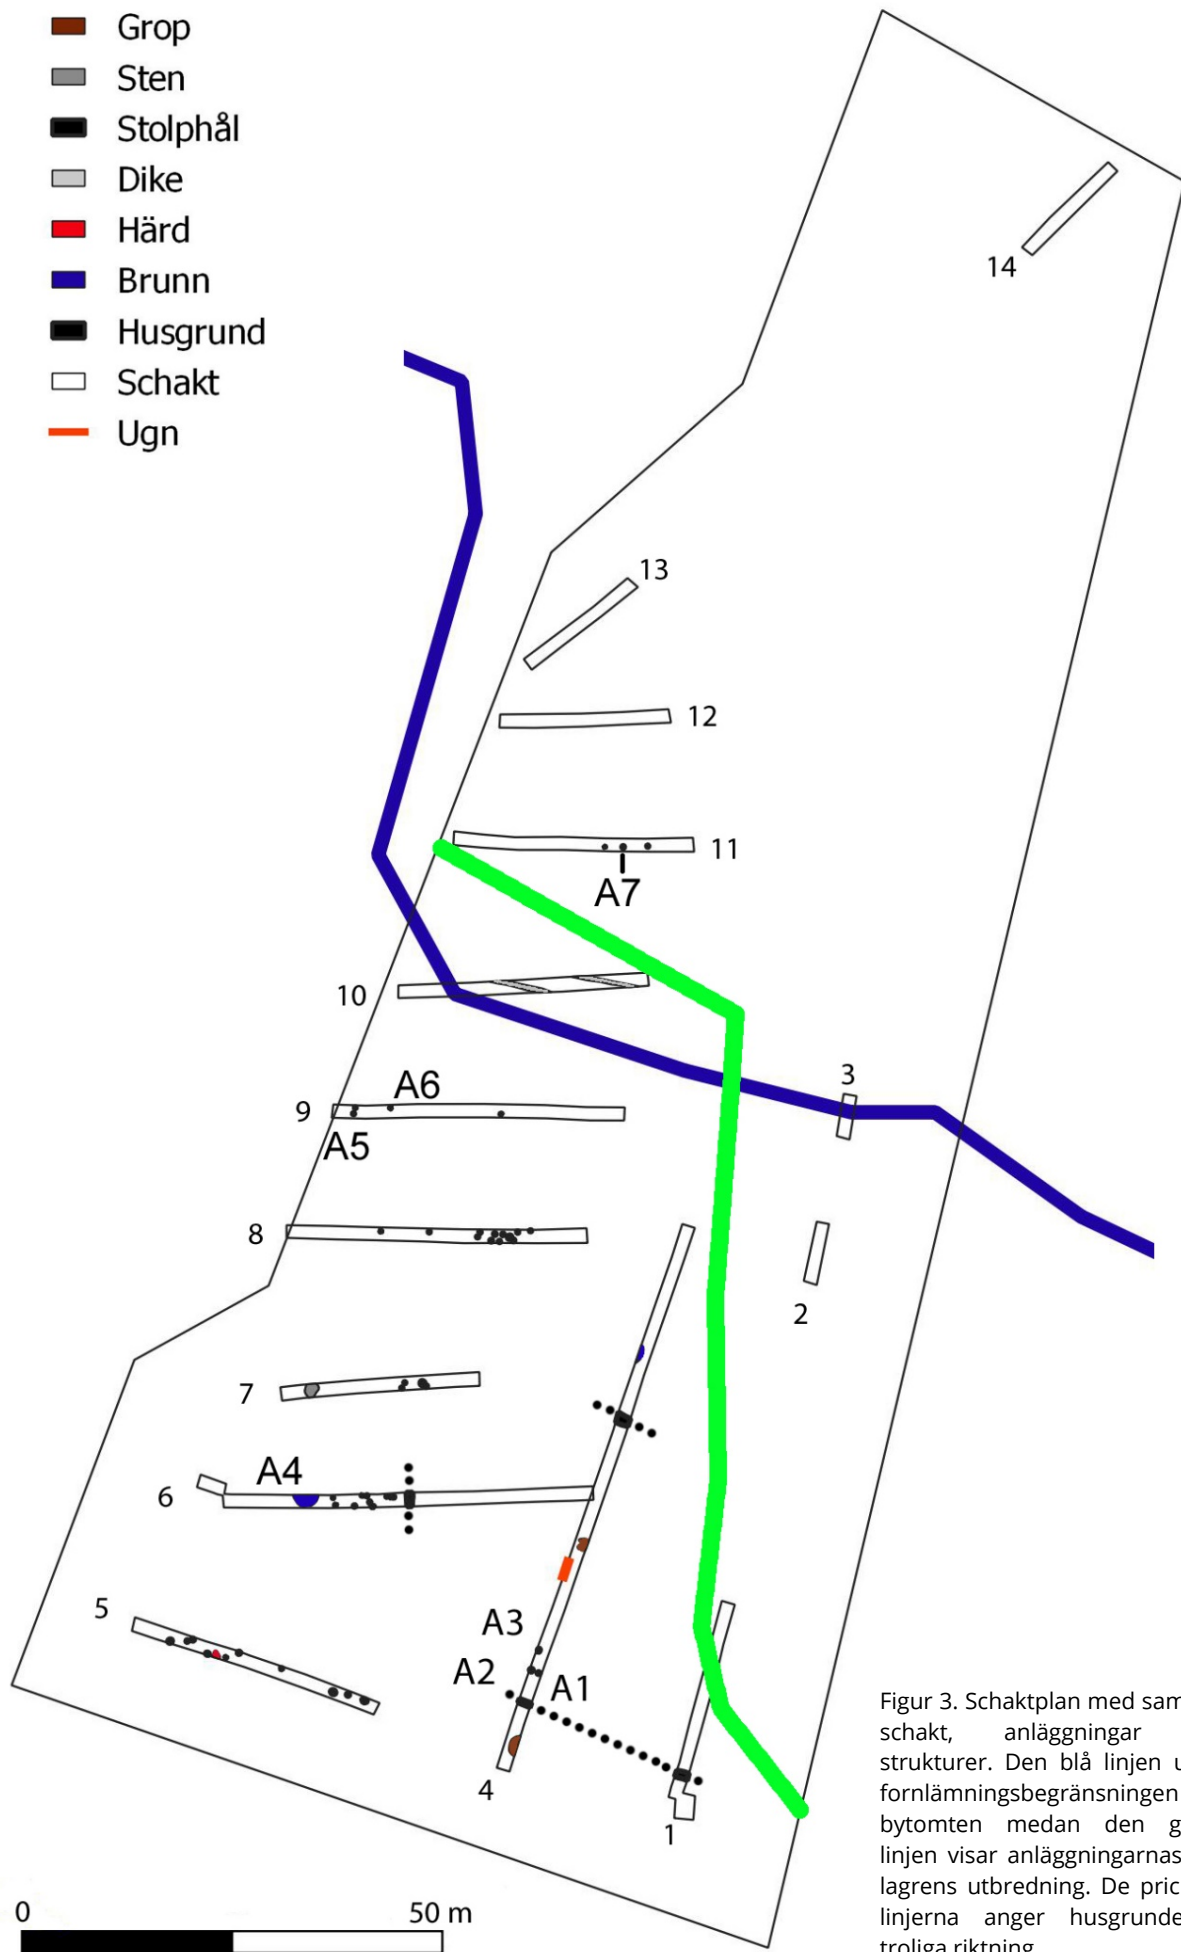 Grop
Sten
Stolphål
Dike
Härd
Brunn
Husgrund
Schakt
Ugn
14
13
12
11
A7
10
3
A6
9
A5
8
2
7
A4
6
5
A3
A2
A1
4
1
0
50 m
Figur 3. Schaktplan med sam
schakt, anläggningar
strukturer. Den blå linjen u
fornlämningsbegränsningen
bytomten medan den g
linjen visar anläggningarnas
lagrens utbredning. De pric
linjerna anger husgrunde
troliga riktning